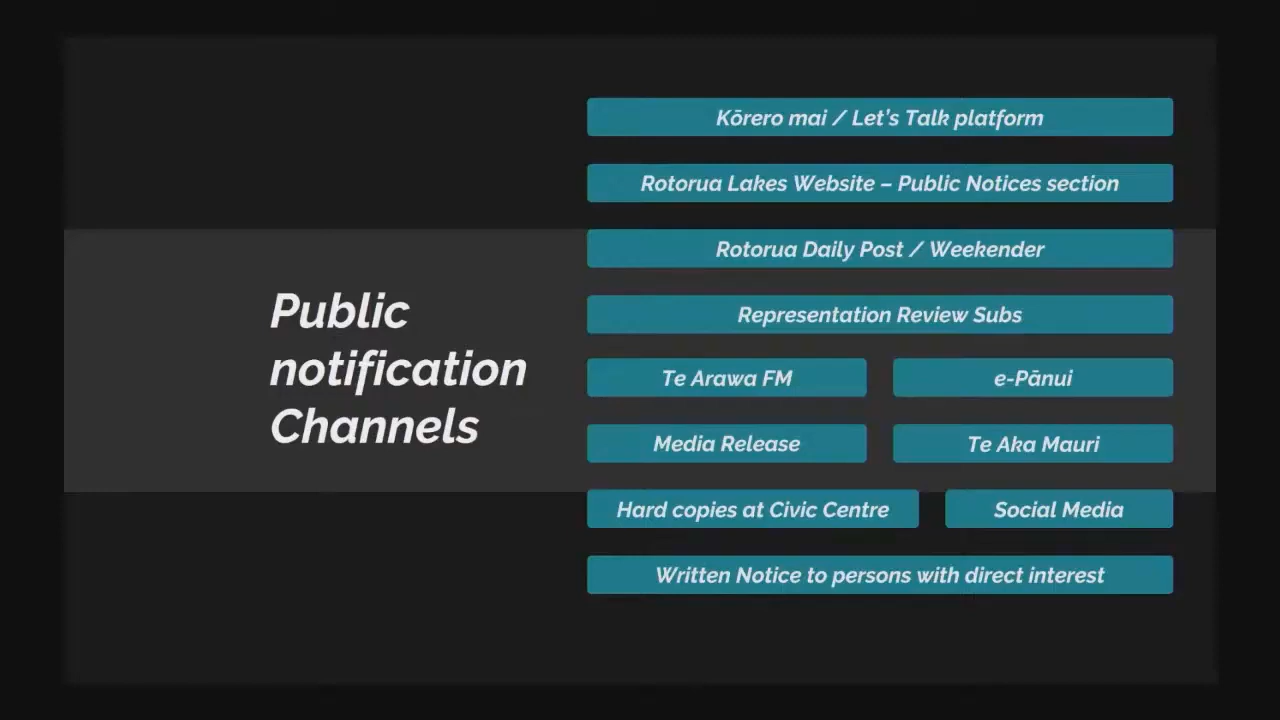 Public
notification
Channels
Kōrero mai / Let's Talk platform
Rotorua Lakes Website – Public Notices section
Rotorua Daily Post / Weekender
Representation Review Subs
Te Arawa FM
e-Pānui
Media Release
Te Aka Mauri
Hard copies at Civic Centre
Social Media
Written Notice to persons with direct interest